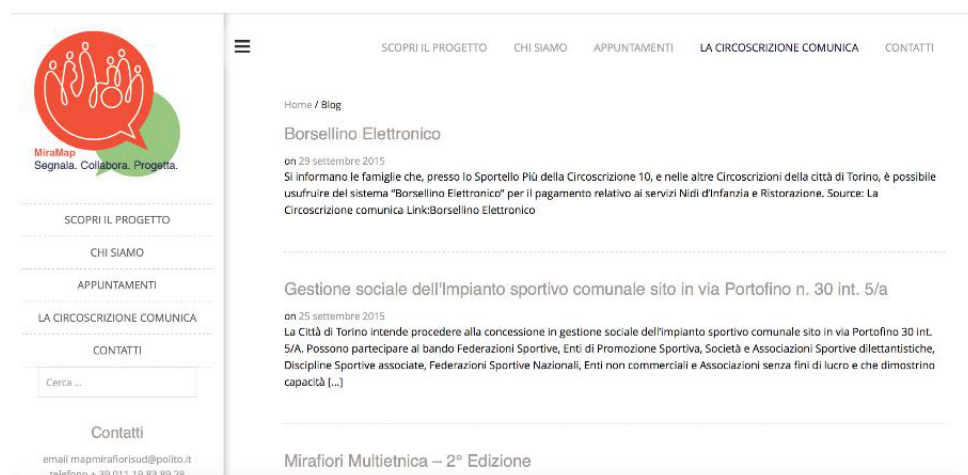 MiraMap
Segnala. Collabora. Progetta.
SCOPRI IL PROGETTO
CHI SIAMO
APPUNTAMENTI
LA CIRCOSCRIZIONE COMUNICA
CONTATTI
Cerca ...
Contatti
email mapmirafiorisud@polito.it
telefono + 39 011 19 83 89 28
SCOPRI IL PROGETTO CHI SIAMO APPUNTAMENTI LA CIRCOSCRIZIONE COMUNICA CONTATTI
Home / Blog
Borsellino Elettronico
on 29 settembre 2015
Si informano le famiglie che, presso lo Sportello Più della Circoscrizione 10, e nelle altre Circoscrizioni della città di Torino, è possibile
usufruire del sistema "Borsellino Elettronico" per il pagamento relativo ai servizi Nidi d'Infanzia e Ristorazione. Source: La
Circoscrizione comunica Link:Borsellino Elettronico
Gestione sociale dell'Impianto sportivo comunale sito in via Portofino n. 30 int. 5/a
on 25 settembre 2015
La Città di Torino intende procedere alla concessione in gestione sociale dell'impianto sportivo comunale sito in via Portofino 30 int.
5/A. Possono partecipare al bando Federazioni Sportive, Enti di Promozione Sportiva, Società e Associazioni Sportive dilettantistiche,
Discipline Sportive associate, Federazioni Sportive Nazionali, Enti non commerciali e Associazioni senza fini di lucro e che dimostrino
capacità [...]
Mirafiori Multietnica – 2° Edizione